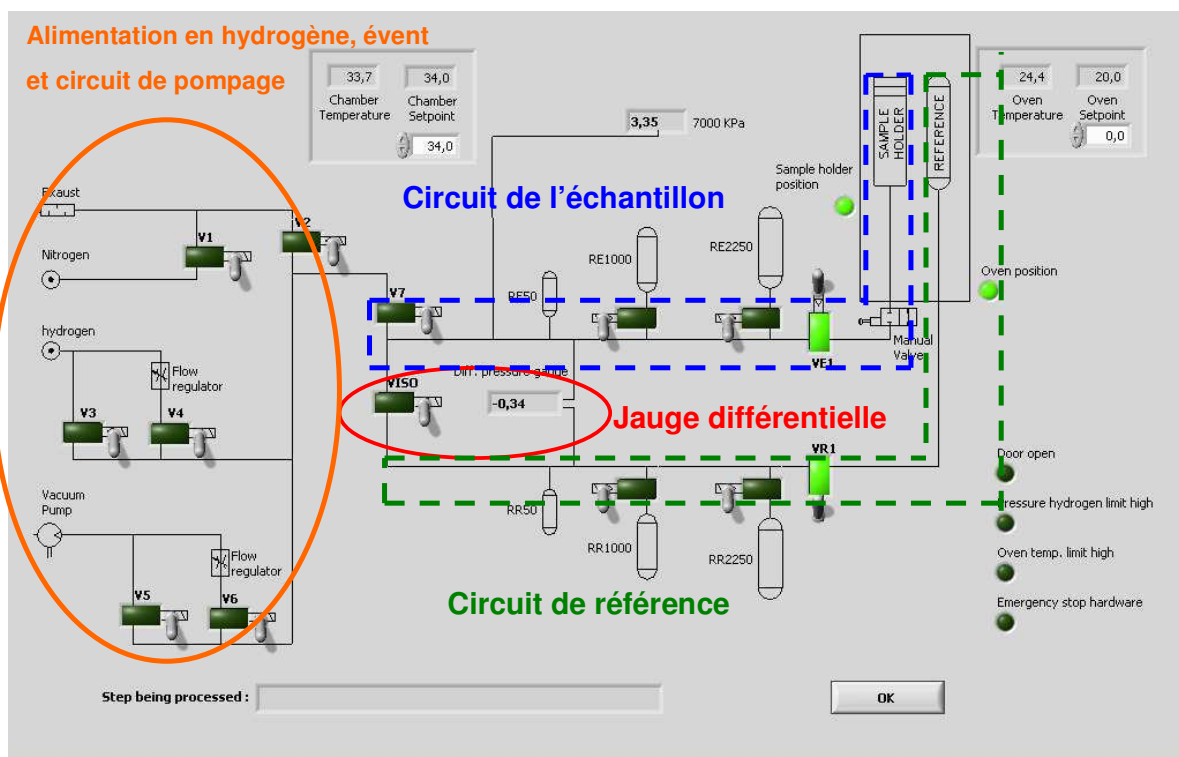 Alimentation en hydrogène, évent
et circuit de pompage
33,7
34,0
Chamber
Temperature
Chamber
Setpoint
34,0
3,35
7000 KPa
24,4
20,0
Oven
Temperature
Oven
Setpoint
0,0
SAMPLE
HOLDER
REFERENCE
Sample holder
position
Circuit de l'échantillon
Exaust
V1
V2
Nitrogen
RE1000
RE2250
Oven position
V7
RE50
hydrogen
Flow
regulator
Manual
Valve
VE1
Diff. pressure gauge
VISO
-0,34
Jauge différentielle
V3
V4
VR1
Door open
Vacuum
Pump
RR50
Pressure hydrogen limit high
RR1000
RR2250
Flow
regulator
Oven temp. limit high
V5
V6
Circuit de référence
Emergency stop hardware
Step being processed :
OK